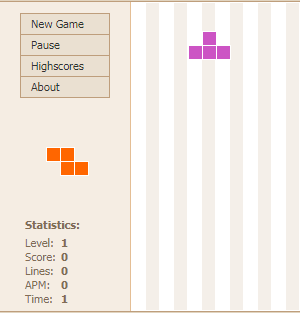 New Game
Pause
Highscores
About
Statistics:
Level: 1
Score: 0
Lines: 0
APM: 0
Time: 1